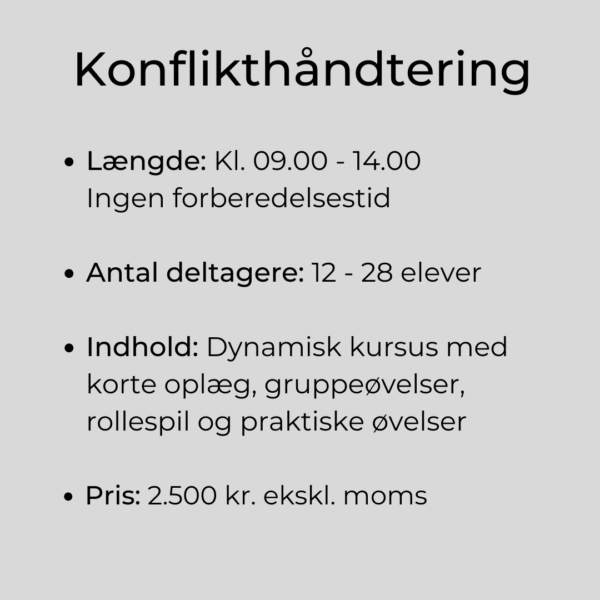 Konflikthåndtering
• Længde: Kl. 09.00 - 14.00
Ingen forberedelsestid
• Antal deltagere: 12 - 28 elever
• Indhold: Dynamisk kursus med
korte oplæg, gruppeøvelser,
rollespil og praktiske øvelser
• Pris: 2.500 kr. ekskl. moms